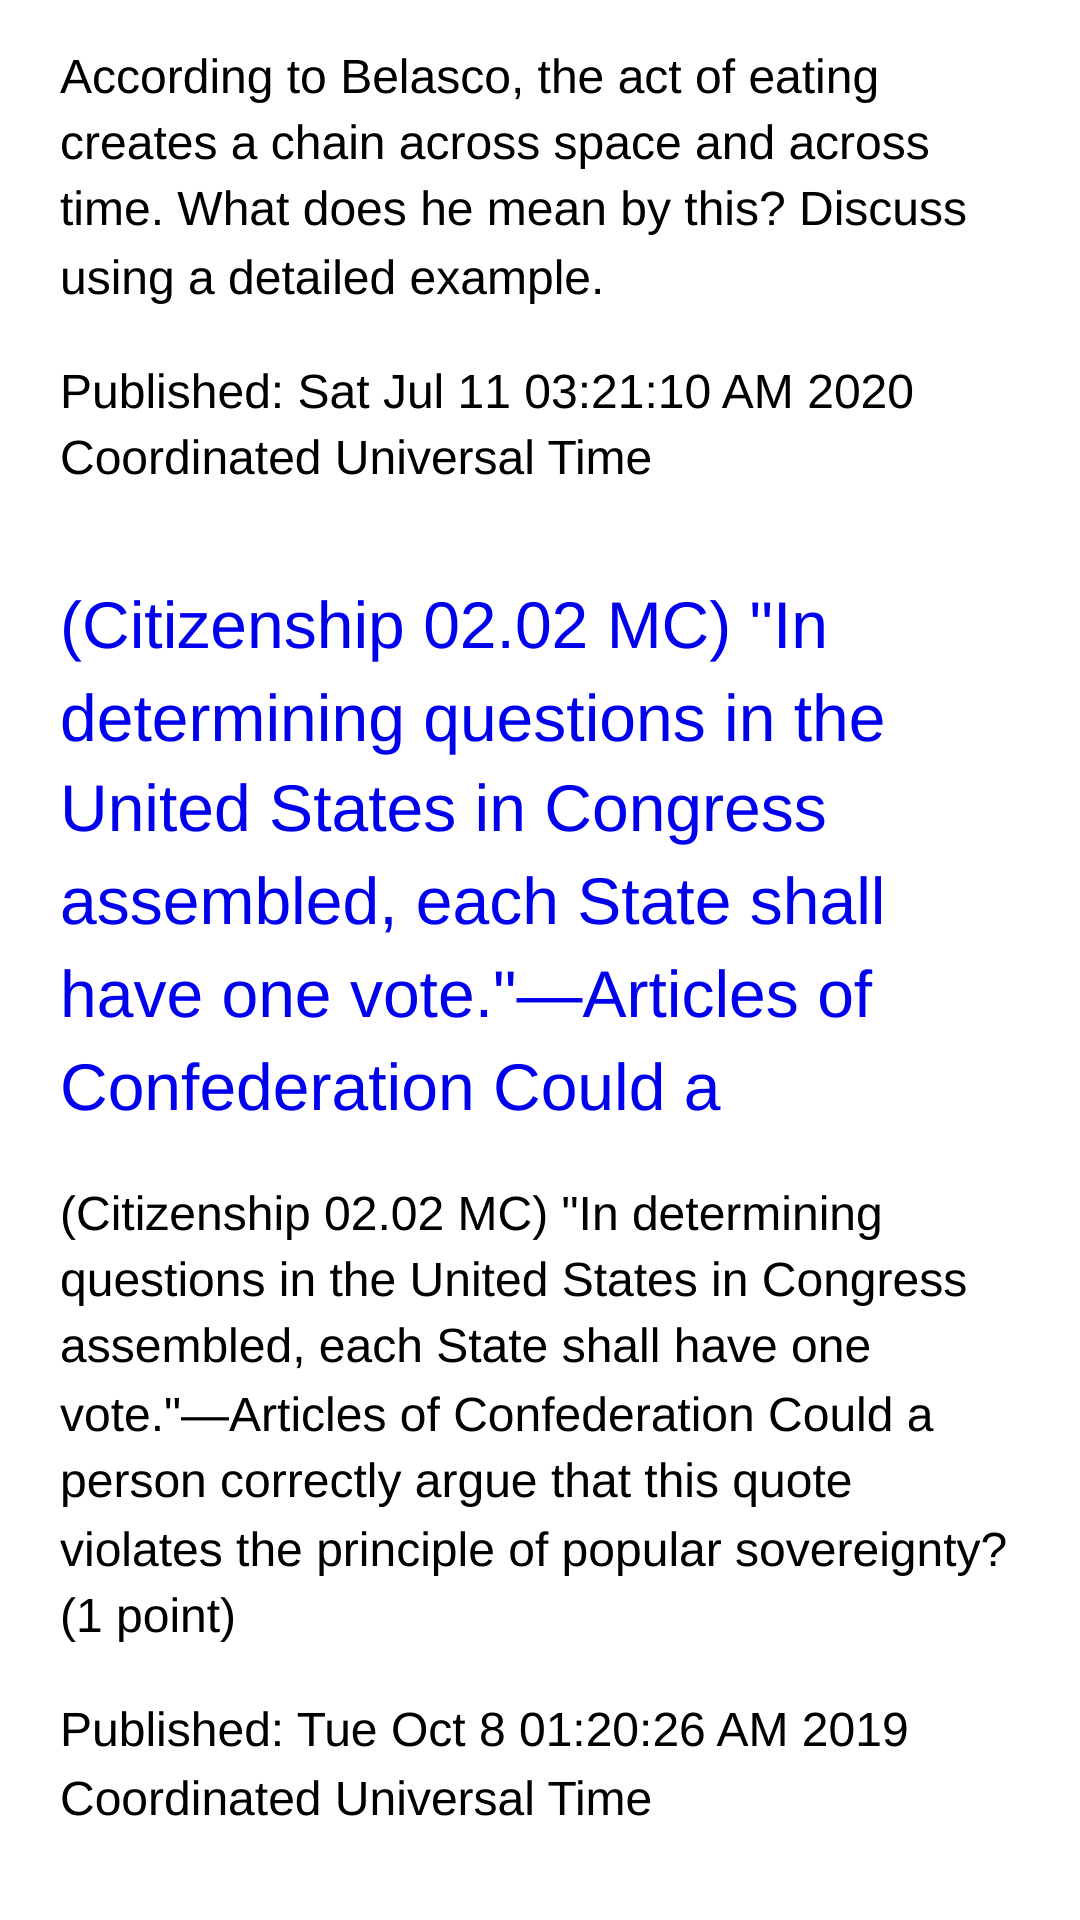 According to Belasco, the act of eating
creates a chain across space and across
time. What does he mean by this? Discuss
using a detailed example.
Published: Sat Jul 11 03:21:10 AM 2020
Coordinated Universal Time
(Citizenship 02.02 MC) "In
determining questions in the
United States in Congress
assembled, each State shall
have one vote."—Articles of
Confederation Could a
(Citizenship 02.02 MC) "In determining
questions in the United States in Congress
assembled, each State shall have one
vote."—Articles of Confederation Could a
person correctly argue that this quote
violates the principle of popular sovereignty?
(1 point)
Published: Tue Oct 8 01:20:26 AM 2019
Coordinated Universal Time